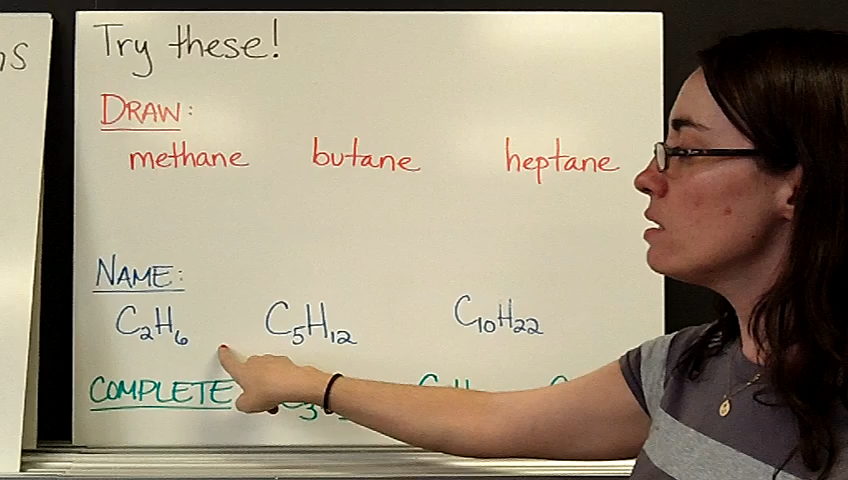 Try these!
DRAW:
methane butane heptane
NAME:
C₂H₆ C₅H₁₂ C₁₀H₂₂
COMPLETE